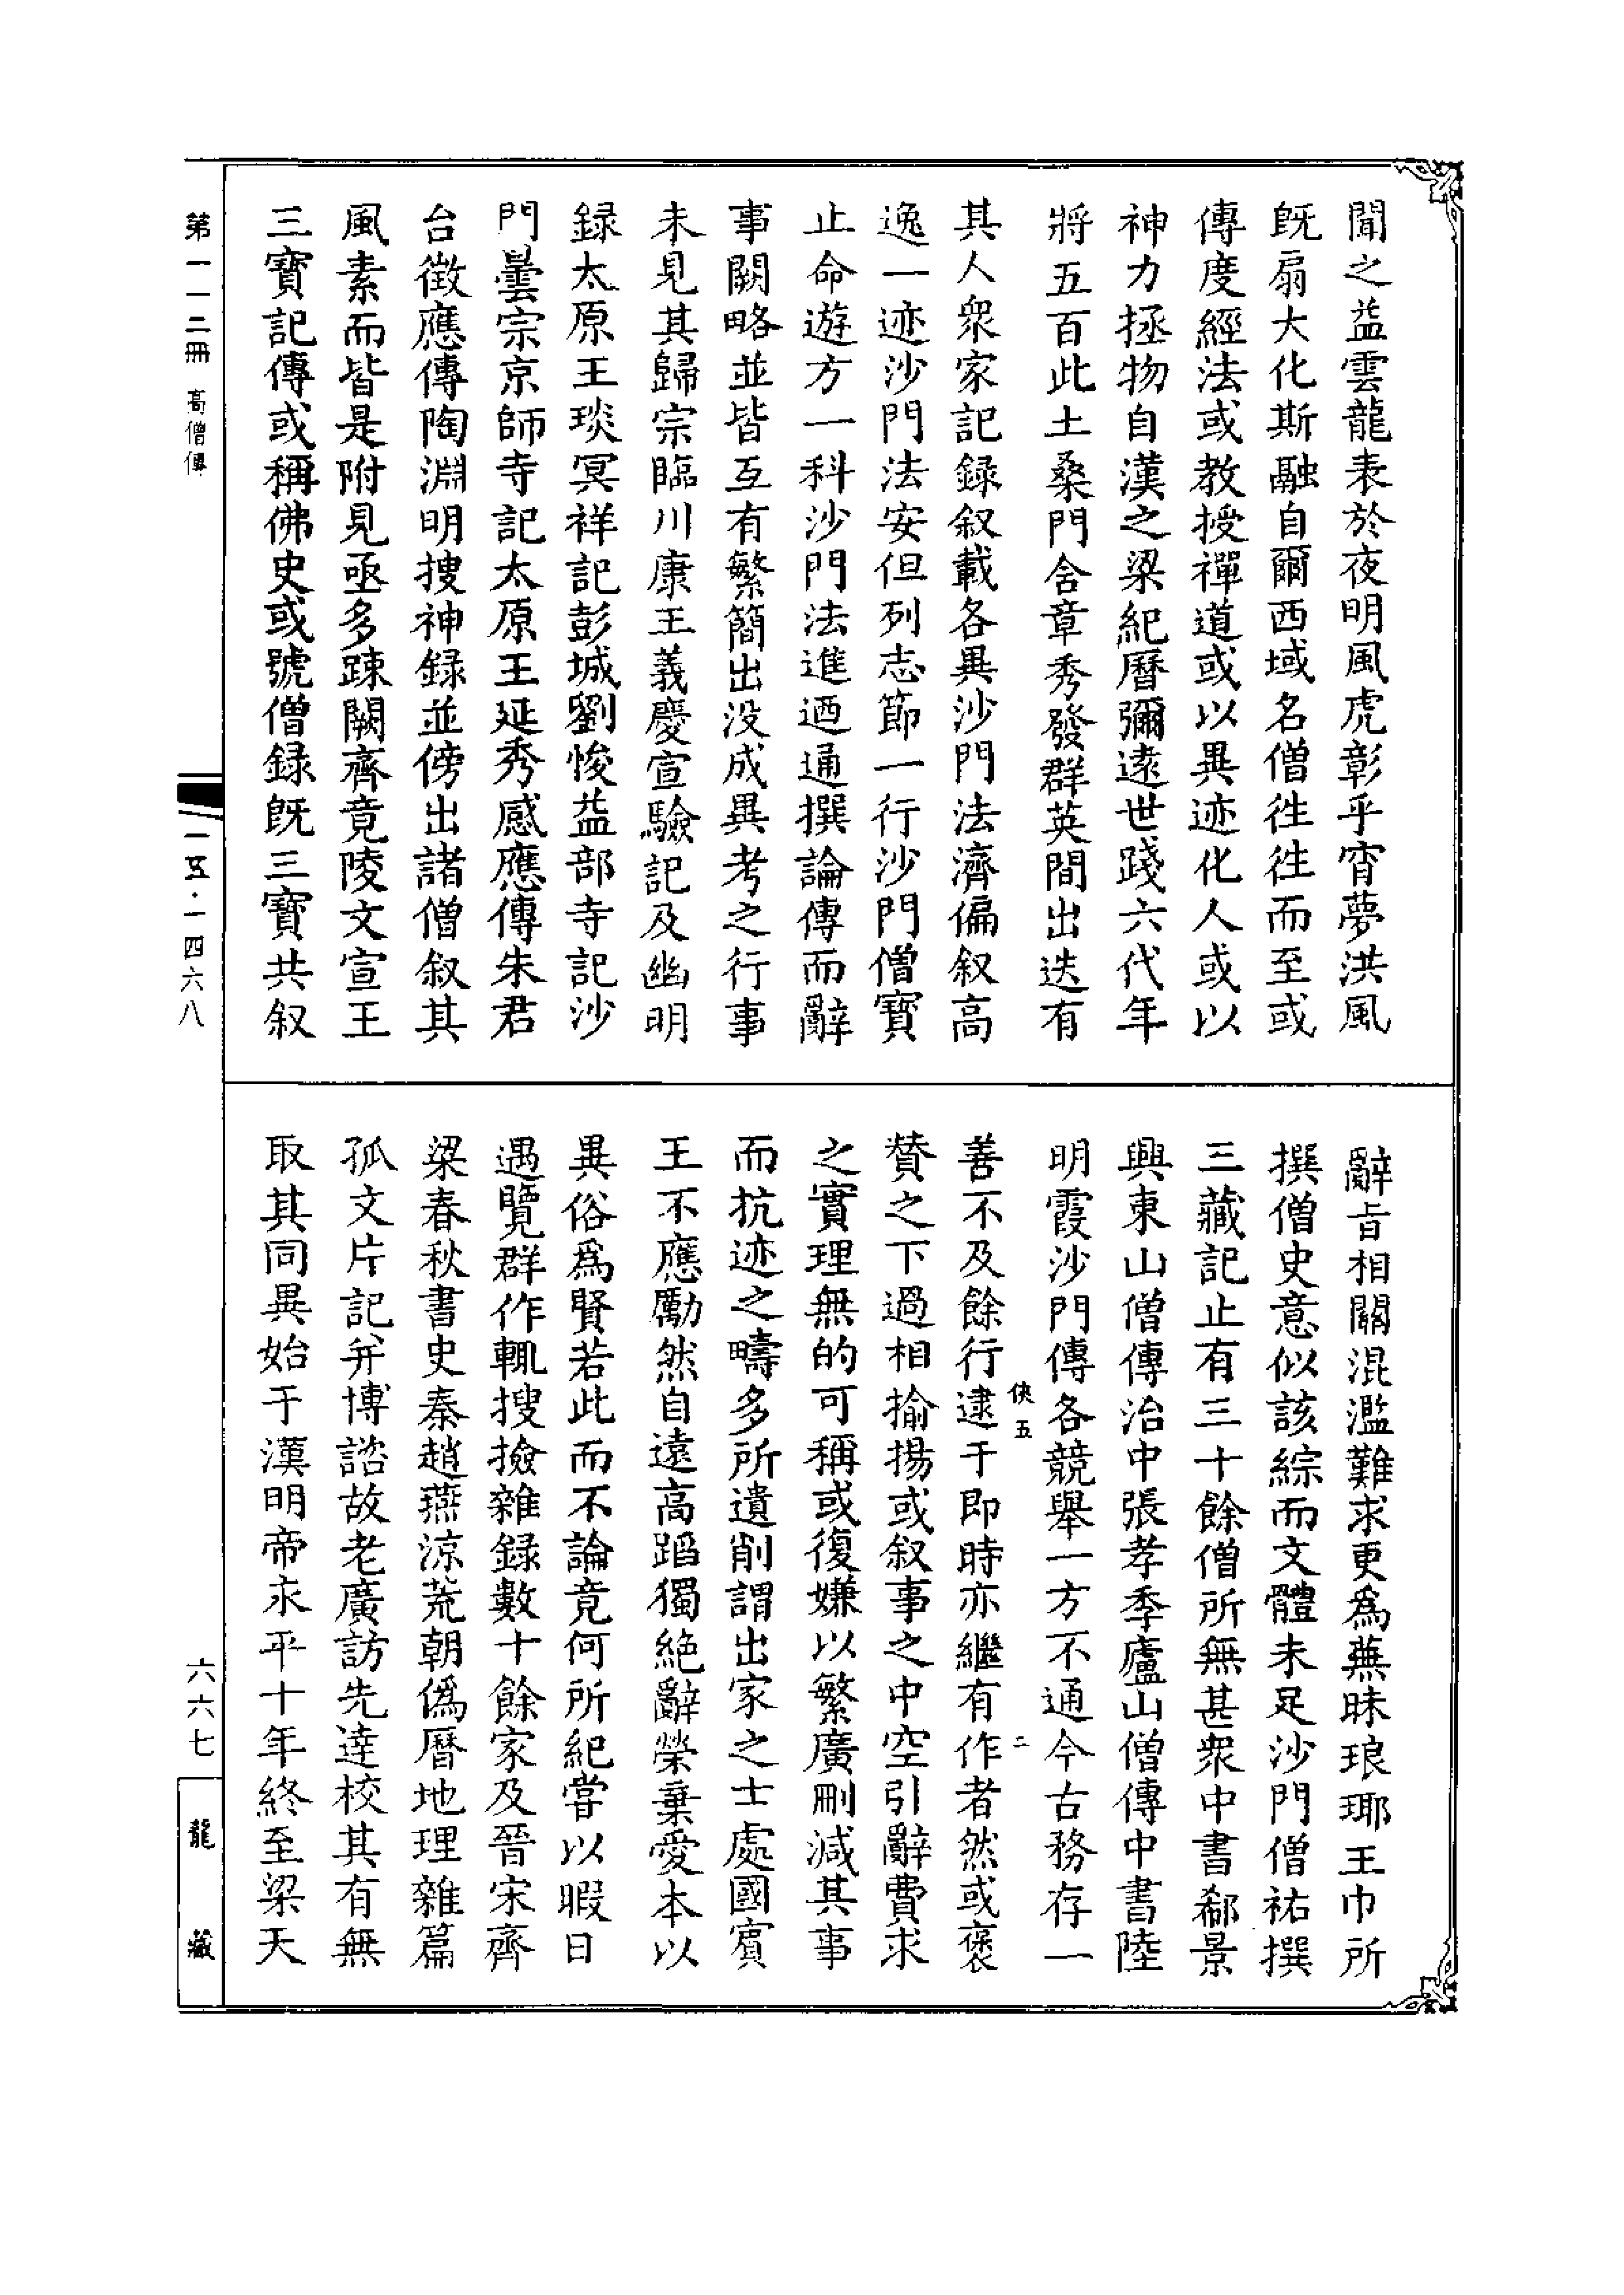 聞之益雲龍表於夜明風虎彰乎宵夢洪風
旣扇大化斯融自爾西域名僧徃徃而至或
傳度經法或教授禪道或以異迹化人或以
神力拯物自漢之梁紀曆彌遠世踐六代年
將五百此土桑門含章秀發群英間出迭有
其人衆家記録叙載各異沙門法濟偏叙高
逸一迹沙門法安但列志節一行沙門僧寶
止命遊方一科沙門法進迺通撰論傳而辭
事闕略並皆互有繁簡出没成異考之行事
未見其歸宗臨川康王義慶宣驗記及幽明
録太原王琰冥祥記彭城劉悛益部寺記沙
門曇宗京師寺記太原王延秀感應傳朱君
台徵應傳陶淵明捜神録並傍出諸僧叙其
風素而皆是附見亟多踈闕齊竟陵文宣王
三寶記傳或稱佛史或號僧録旣三寶共叙
辭旨相關混濫難求更爲蕪昧琅琊王巾所
撰僧史意似該綜而文體未足沙門僧祐撰
三藏記止有三十餘僧所無甚衆中書郗景
興東山僧傳治中張孝季廬山僧傳中書陸
明霞沙門傳各競舉一方不通今古務存一
俠五
二
善不及餘行逮于即時亦繼有作者然或褒
賛之下過相揄揚或叙事之中空引辭費求
之實理無的可稱或復嫌以繁廣刪減其事
而抗迹之疇多所遺削謂出家之士處國賓
王不應勵然自遠高蹈獨絶辭榮棄愛本以
異俗爲賢若此而不論竟何所紀嘗以暇日
遇覽群作輒搜撿雜録數十餘家及晉宋齊
梁春秋書史秦趙燕涼荒朝僞曆地理雜篇
孤文片記幷博諮故老廣訪先達校其有無
取其同異始于漢明帝永平十年終至梁天
第一一二冊 高僧傳
一五·一四六八
六六七
龍藏